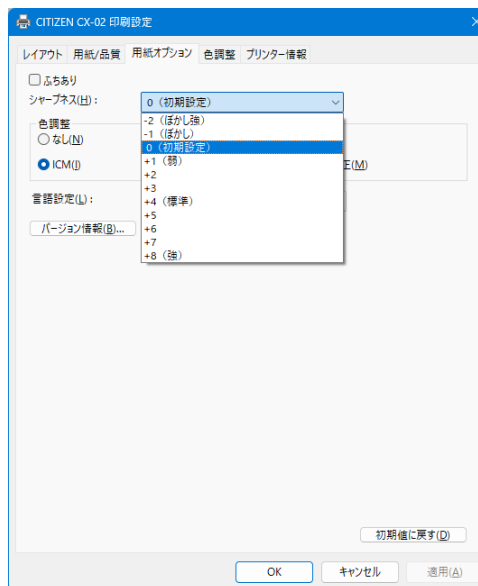 CITIZEN CX-02 印刷設定
レイアウト 用紙/品質 用紙オプション 色調整 プリンター情報
ふちあり
シャープネス(H): 0（初期設定）
-2（ぼかし強）
-1（ぼかし）
0（初期設定）
+1（弱）
+2
+3
+4（標準）
+5
+6
+7
+8（強）
色調整
なし(N)
ICM(I)
正(M)
言語設定(L):
バージョン情報(B)...
初期値に戻す(D)
OK キャンセル 適用(A)